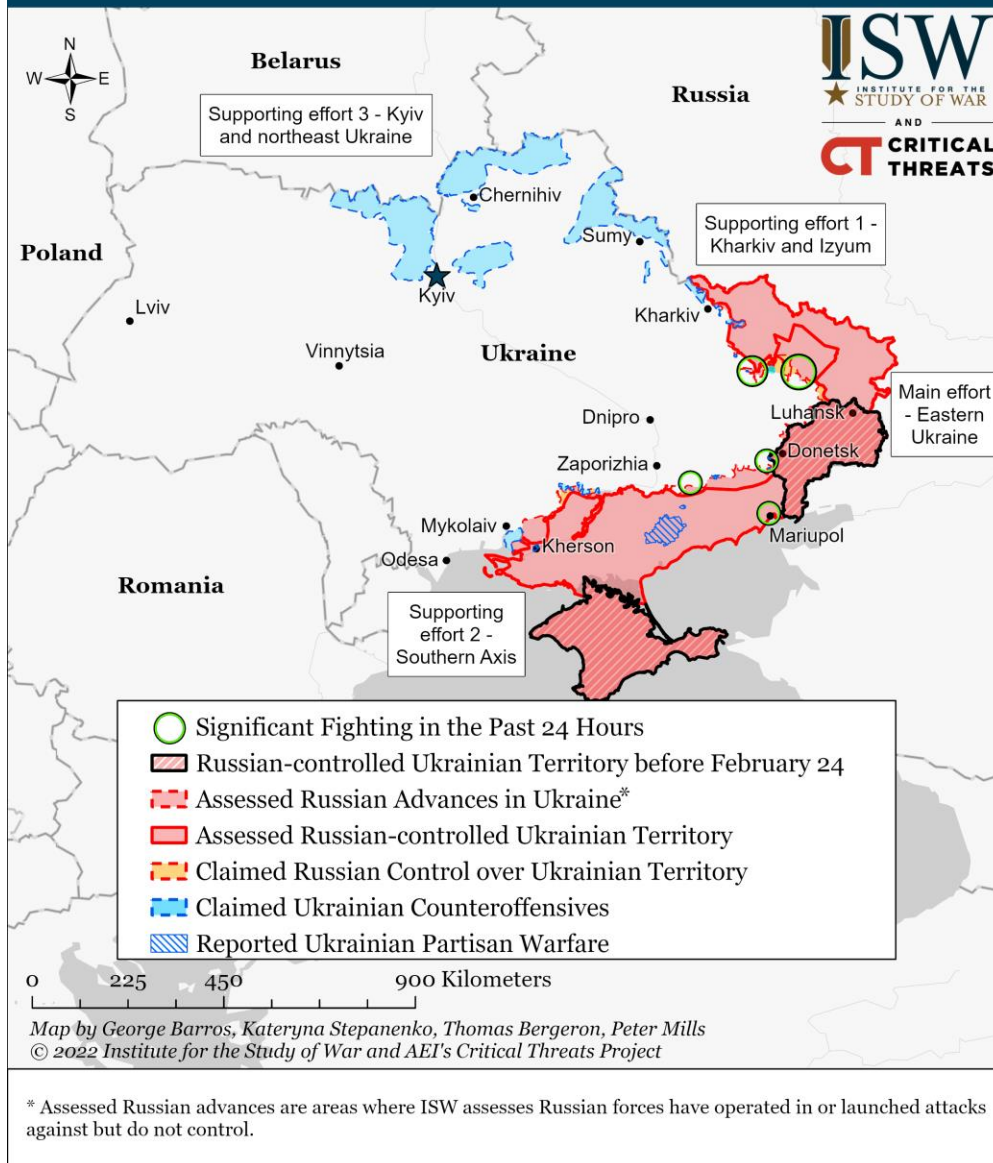 N
W
E
S
Belarus
Supporting effort 3 - Kyiv
and northeast Ukraine
Russia
ISW
INSTITUTE FOR THE
STUDY OF WAR
AND
CT CRITICAL
THREATS
Chernihiv
Supporting effort 1 -
Kharkiv and Izyum
Sumy
Poland
Kyiv
Lviv
Kharkiv
Ukraine
Vinnytsia
Main effort
- Eastern
Ukraine
Luhansk
Dnipro
Donetsk
Zaporizhia
Mykolaiv
Mariupol
Kherson
Odesa
Romania
Supporting
effort 2 -
Southern Axis
Significant Fighting in the Past 24 Hours
Russian-controlled Ukrainian Territory before February 24
Assessed Russian Advances in Ukraine*
Assessed Russian-controlled Ukrainian Territory
Claimed Russian Control over Ukrainian Territory
Claimed Ukrainian Counteroffensives
Reported Ukrainian Partisan Warfare
0 225 450 900 Kilometers
Map by George Barros, Kateryna Stepanenko, Thomas Bergeron, Peter Mills
© 2022 Institute for the Study of War and AEI's Critical Threats Project
* Assessed Russian advances are areas where ISW assesses Russian forces have operated in or launched attacks
against but do not control.